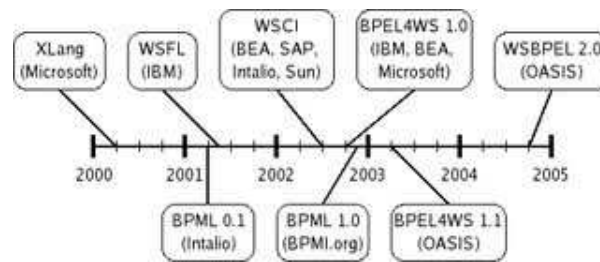 XLang
(Microsoft)
WSFL
(IBM)
WSCI
(BEA, SAP,
Intalio, Sun)
BPEL4WS 1.0
(IBM, BEA,
Microsoft)
WSBPEL 2.0
(OASIS)
2000 2001 2002 2003 2004 2005
BPML 0.1
(Intalio)
BPML 1.0
(BPMI.org)
BPEL4WS 1.1
(OASIS)